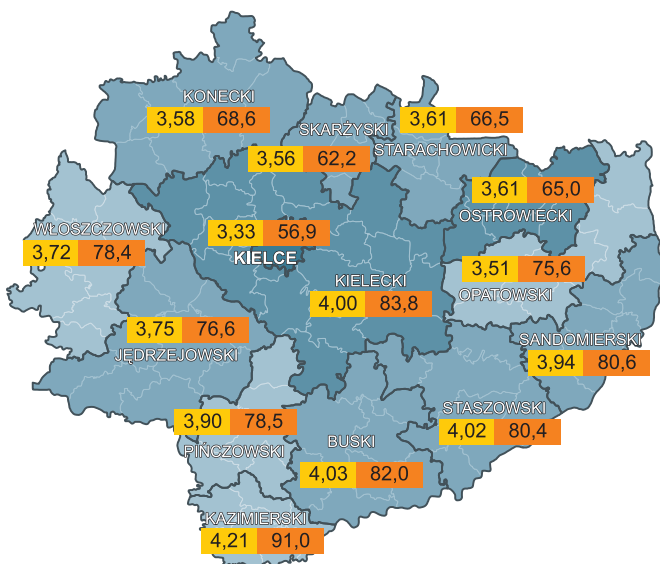 KONECKI
3,58 68,6
SKARŻYSKI
3,56 62,2
3,61 66,5
STARACHOWICKI
3,61 65,0
OSTROWIECKI
WŁOSZCZOWSKI
3,72 78,4
3,33 56,9
KIELCE
KIELECKI
4,00 83,8
3,51 75,6
OPATOWSKI
3,75 76,6
JĘDRZEJOWSKI
SANDOMIERSKI
3,94 80,6
3,90 78,5
PIŃCZOWSKI
BUSKI
4,03 82,0
STASZOWSKI
4,02 80,4
KAZIMIERSKI
4,21 91,0